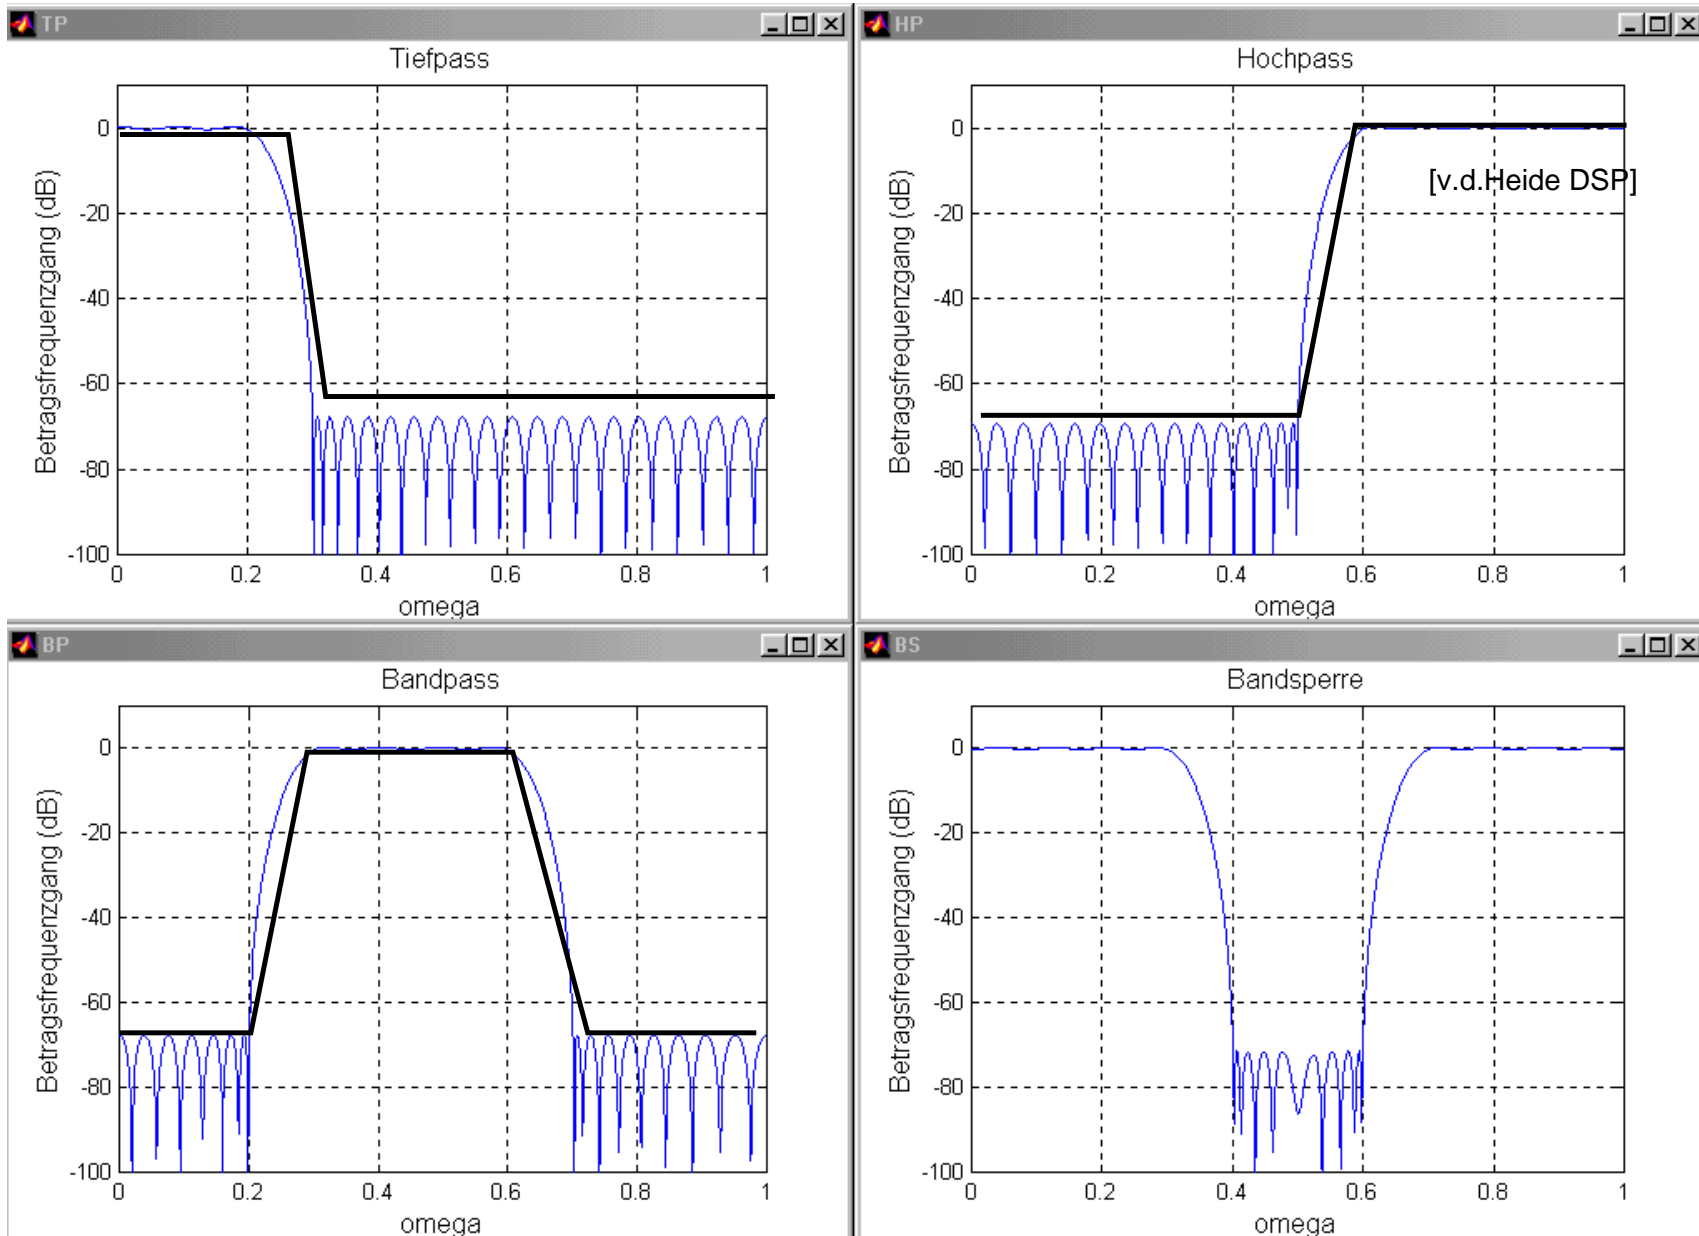 TP
Tiefpass
0
-20
-40
-60
-80
-100
0 0.2 0.4 0.6 0.8 1
Betragsfrequenzgang (dB)
omega
HP
Hochpass
[v.d.Heide DSP]
0
-20
-40
-60
-80
-100
0 0.2 0.4 0.6 0.8 1
Betragsfrequenzgang (dB)
omega
BP
Bandpass
0
-20
-40
-60
-80
-100
0 0.2 0.4 0.6 0.8 1
Betragsfrequenzgang (dB)
omega
BS
Bandsperre
0
-20
-40
-60
-80
-100
0 0.2 0.4 0.6 0.8 1
Betragsfrequenzgang (dB)
omega